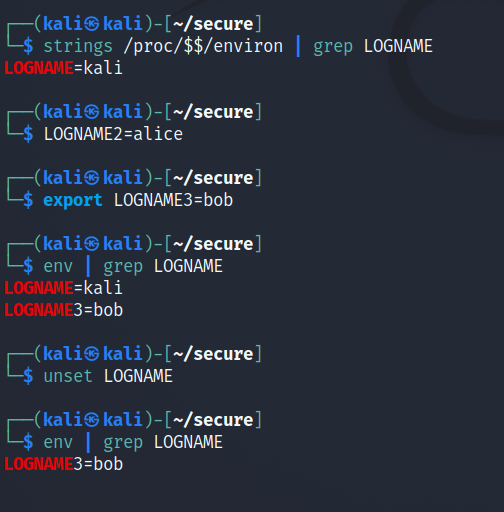 ┌──(kali㉿kali)-[~/secure]
└─$ strings /proc/$$/environ | grep LOGNAME
LOGNAME=kali
┌──(kali㉿kali)-[~/secure]
└─$ LOGNAME2=alice
┌──(kali㉿kali)-[~/secure]
└─$ export LOGNAME3=bob
┌──(kali㉿kali)-[~/secure]
└─$ env | grep LOGNAME
LOGNAME=kali
LOGNAME3=bob
┌──(kali㉿kali)-[~/secure]
└─$ unset LOGNAME
┌──(kali㉿kali)-[~/secure]
└─$ env | grep LOGNAME
LOGNAME3=bob